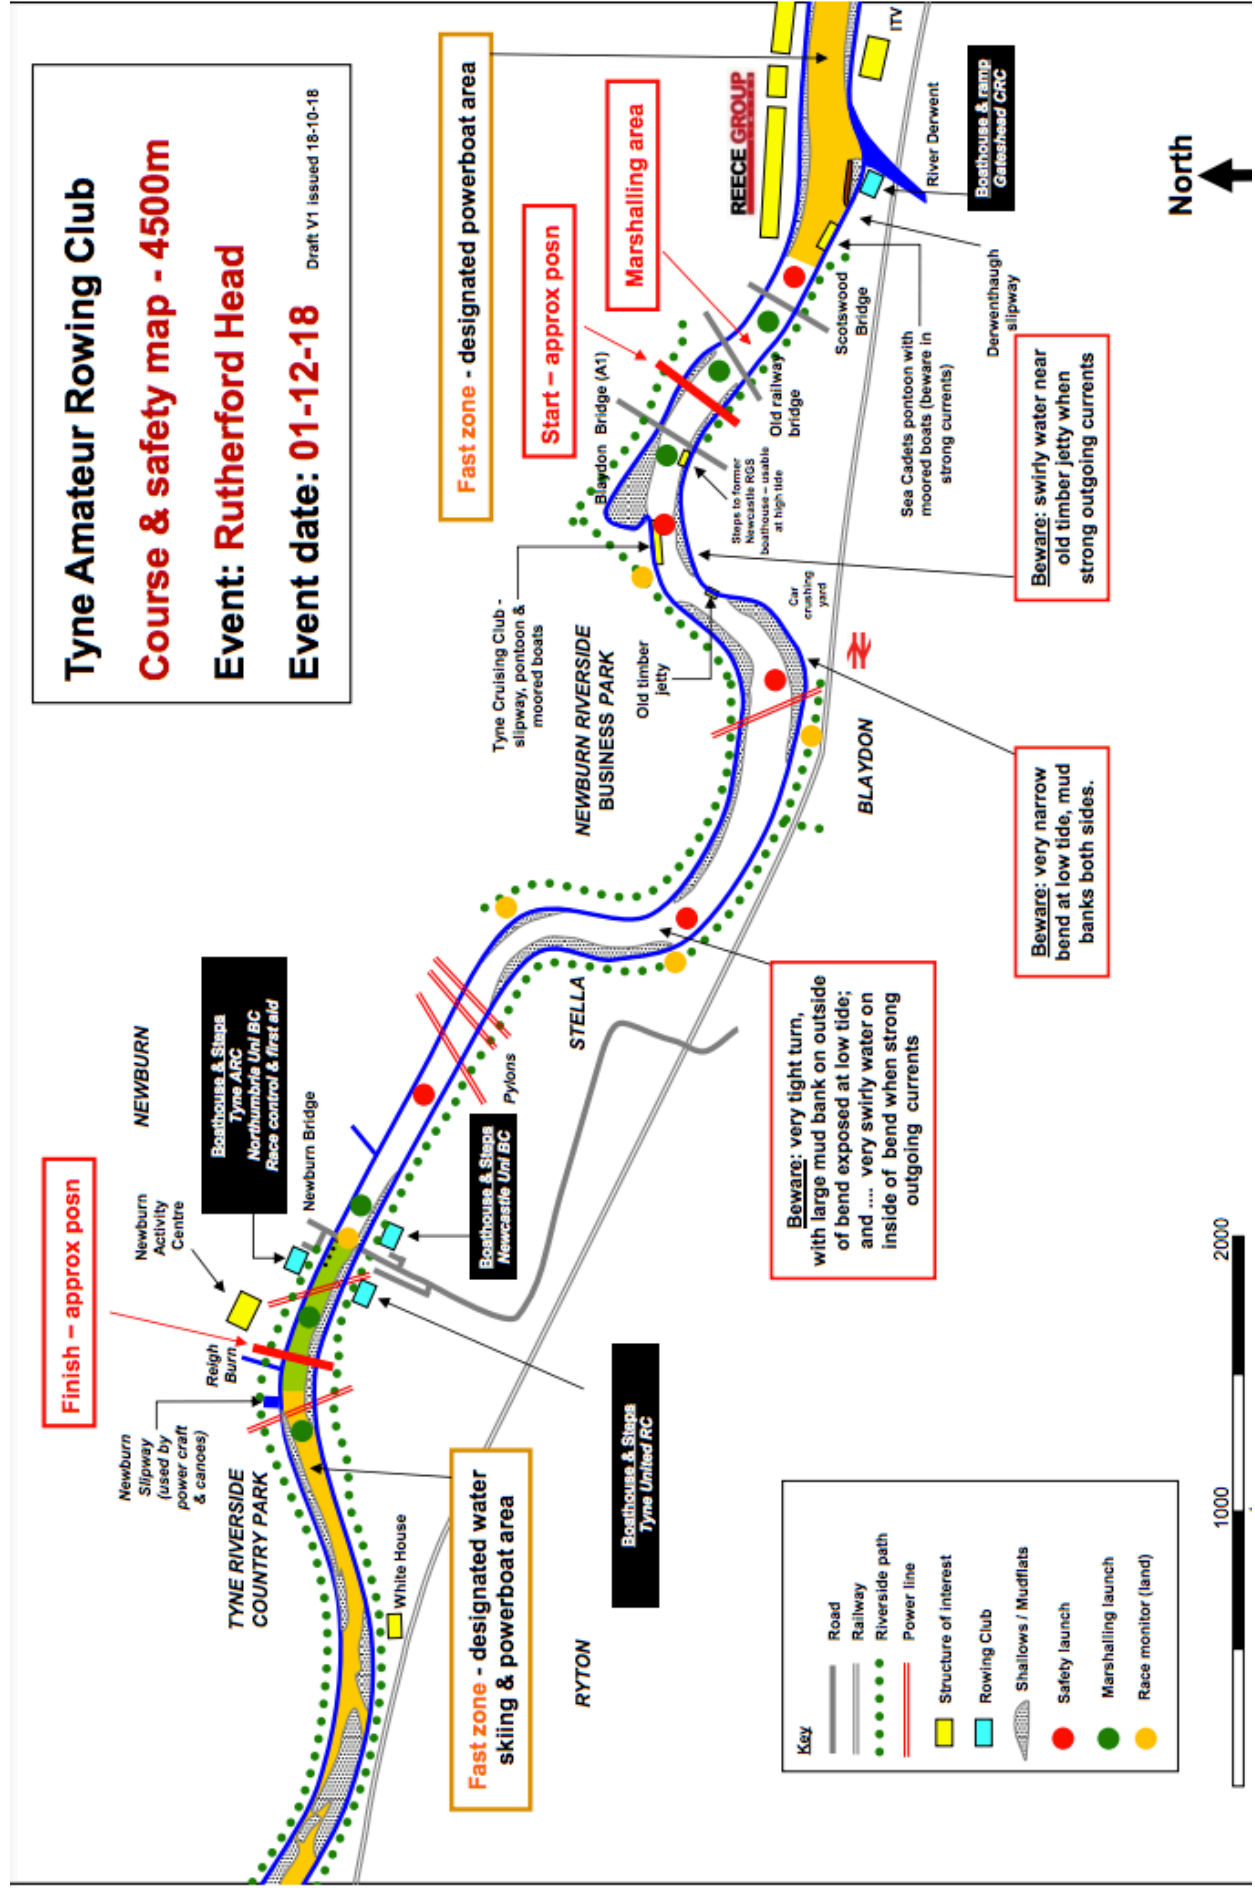 Tyne Amateur Rowing Club
Course & safety map - 4500m
Event: Rutherford Head
Event date: 01-12-18
Draft V1 issued 18-10-18
Finish – approx posn
Newburn
Slipway
(used by
power craft
& canoes)
Reigh
Burn
Newburn
Activity
Centre
NEWBURN
Boathouse & Steps
Tyne ARC
Northumbria Uni BC
Race control & first aid
Newburn Bridge
TYNE RIVERSIDE
COUNTRY PARK
White House
Fast zone - designated water
skiing & powerboat area
RYTON
Boathouse & Steps
Tyne United RC
Boathouse & Steps
Newcastle Uni BC
Pylons
STELLA
Beware: very tight turn,
with large mud bank on outside
of bend exposed at low tide;
and .... very swirly water on
inside of bend when strong
outgoing currents
NEWBURN RIVERSIDE
BUSINESS PARK
Tyne Cruising Club -
slipway, pontoon &
moored boats
Old timber
jetty
BLAYDON
Car
crushing
yard
Beware: very narrow
bend at low tide, mud
banks both sides.
Fast zone - designated powerboat area
Start – approx posn
Marshalling area
Blaydon Bridge (A1)
Steps to former
Newcastle RGS
boathouse – usable
at high tide
Old railway
bridge
Scotswood
Bridge
REECE GROUP
ITV
River Derwent
Boathouse & ramp
Gateshead CRC
Derwenthaugh
slipway
Sea Cadets pontoon with
moored boats (beware in
strong currents)
Beware: swirly water near
old timber jetty when
strong outgoing currents
North
Key
Road
Railway
Riverside path
Power line
Structure of interest
Rowing Club
Shallows / Mudflats
Safety launch
Marshalling launch
Race monitor (land)
1000
2000